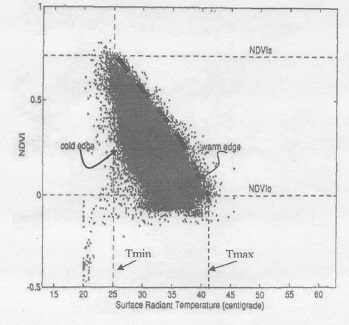 1
NDVIs
0.5
NDVI
cold edge
warm edge
0
NDVIo
Tmin
Tmax
-0.5
15 20 25 30 35 40 45 50 55 60
Surface Radiant Temperature (centigrade)